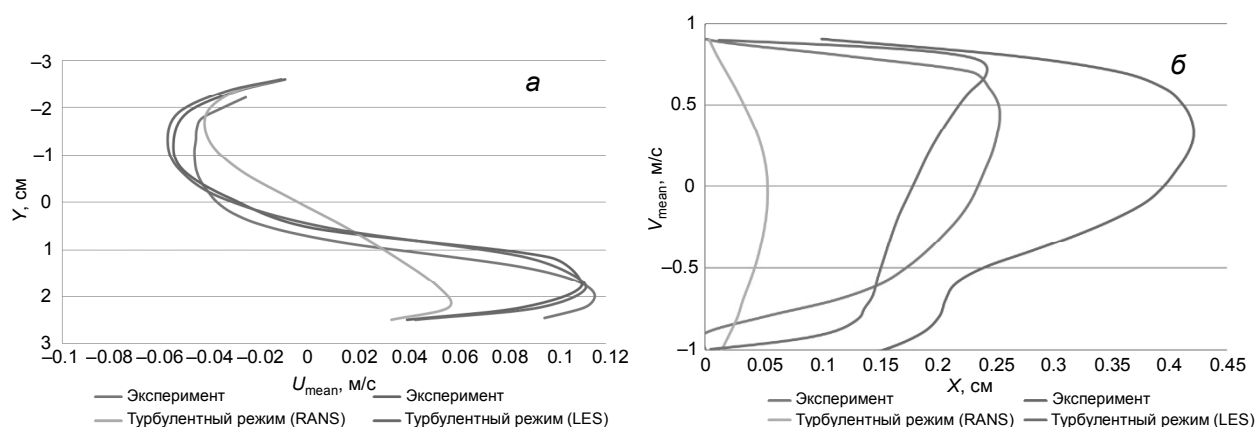 а
–3
–2
–1
0
1
2
3
Y, см
–0.1 –0.08 –0.06 –0.04 –0.02 0 0.02 0.04 0.06 0.08 0.1 0.12
Umean, м/с
Эксперимент Эксперимент
Турбулентный режим (RANS) Турбулентный режим (LES)
б
1
0.5
0
–0.5
–1
Vmean, м/с
0 0.05 0.1 0.15 0.2 0.25 0.3 0.35 0.4 0.45
X, см
Эксперимент Эксперимент
Турбулентный режим (RANS) Турбулентный режим (LES)